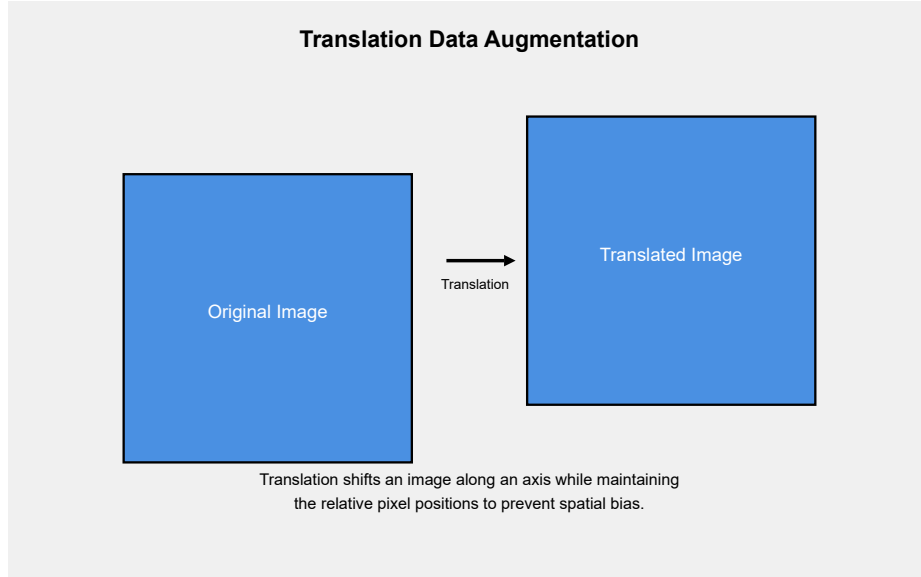 Translation Data Augmentation
Original Image
Translation
Translated Image
Translation shifts an image along an axis while maintaining
the relative pixel positions to prevent spatial bias.